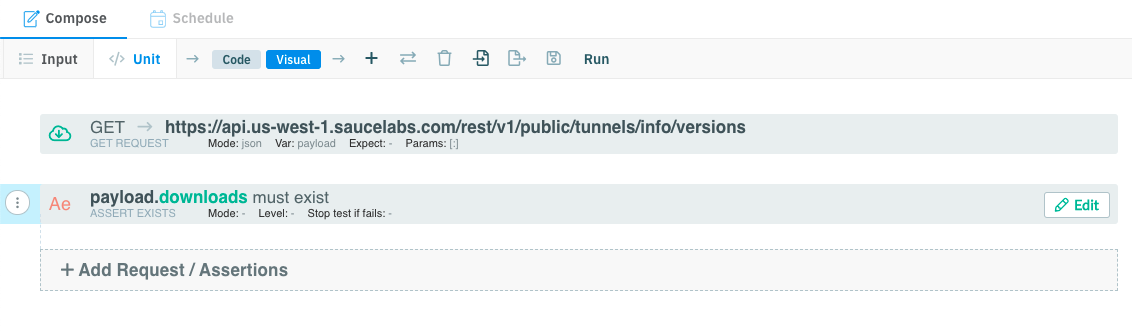 Compose Schedule
Input </> Unit → Code Visual → + Run
GET → https://api.us-west-1.saucelabs.com/rest/v1/public/tunnels/info/versions
GET REQUEST Mode: json Var: payload Expect: - Params: [:]
Ae payload.downloads must exist
ASSERT EXISTS Mode: - Level: - Stop test if fails: -
Edit
+ Add Request / Assertions